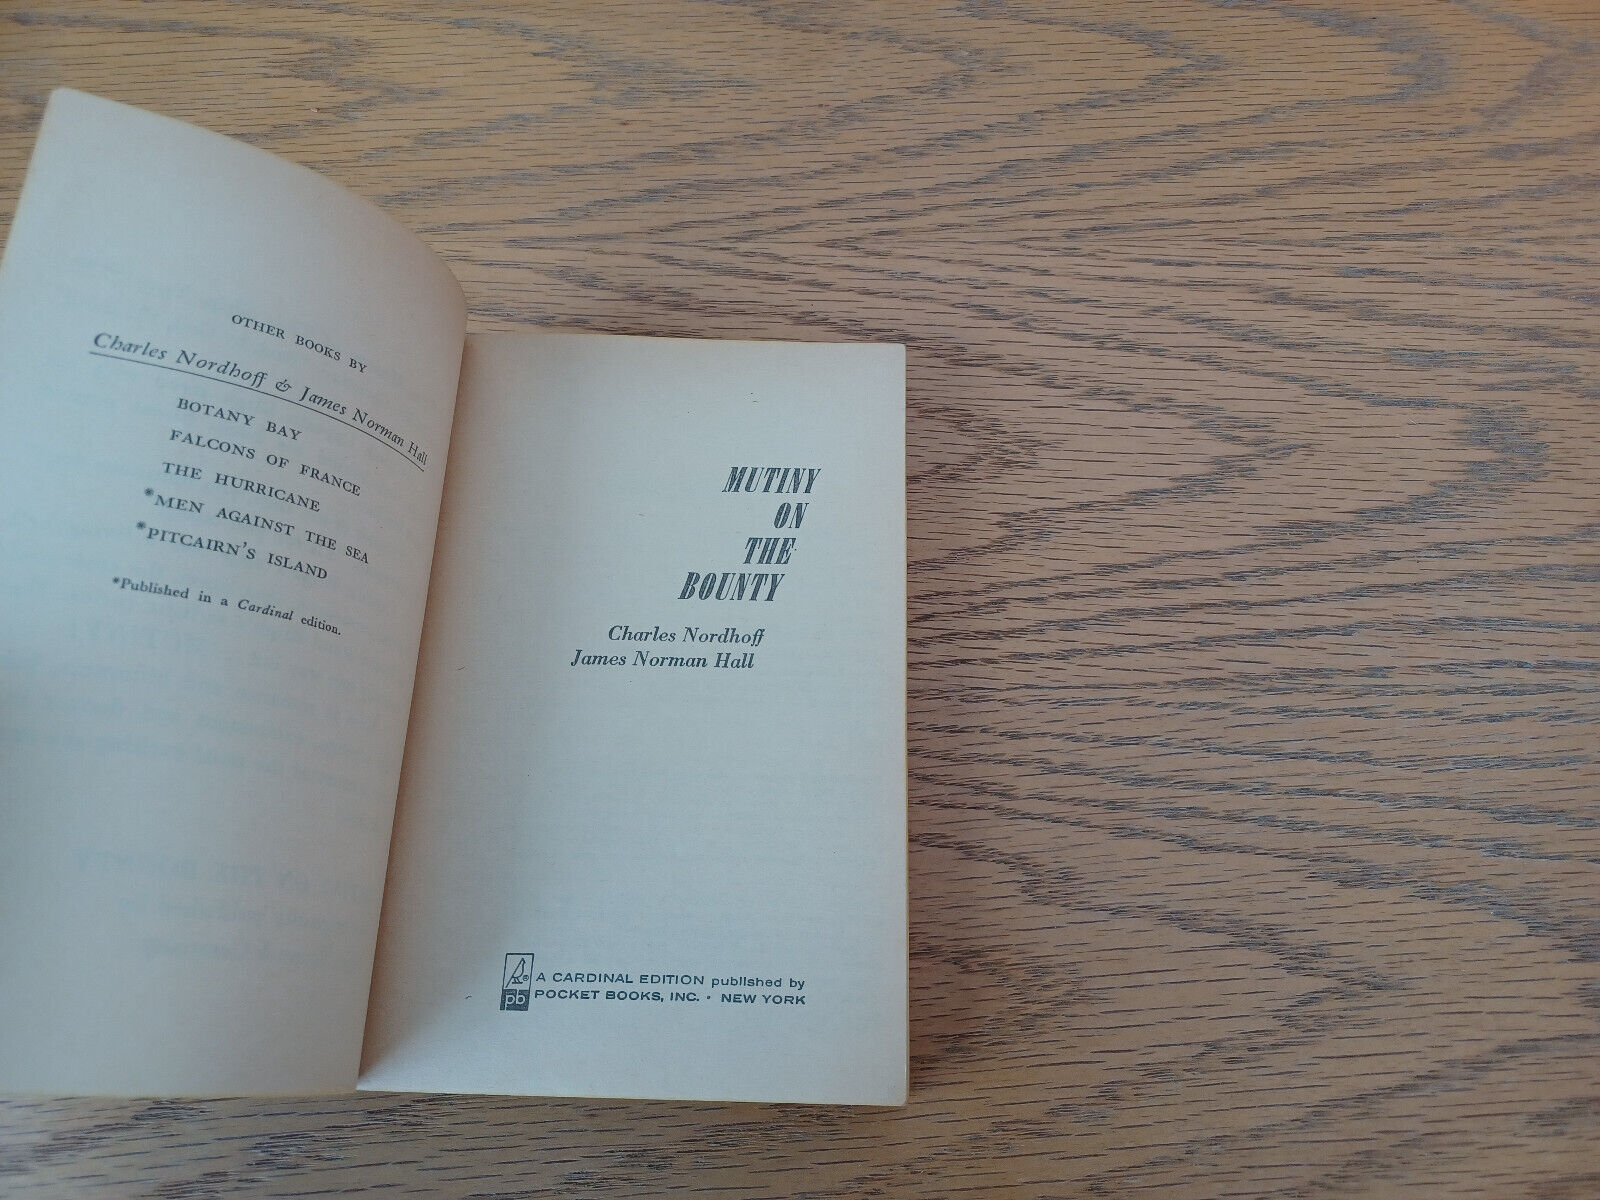 OTHER BOOKS BY
Charles Nordhoff & James Norman Hall
BOTANY BAY
FALCONS OF FRANCE
THE HURRICANE
*MEN AGAINST THE SEA
*PITCAIRN'S ISLAND
*Published in a Cardinal edition.
MUTINY
ON
THE
BOUNTY
Charles Nordhoff
James Norman Hall
pb
A CARDINAL EDITION published by
POCKET BOOKS, INC. • NEW YORK